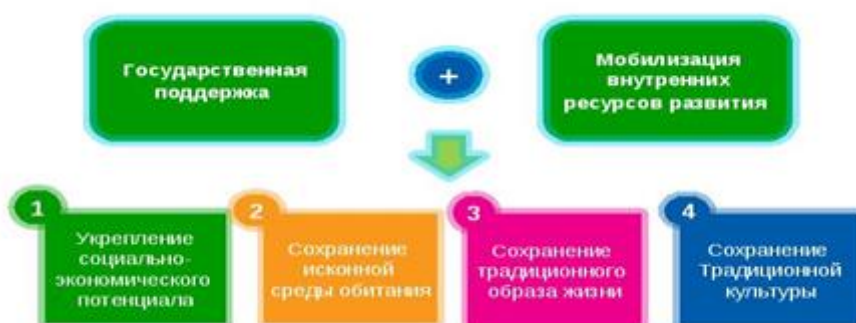 Государственная
поддержка
+
Мобилизация
внутренних
ресурсов развития
1
Укрепление
социально-
экономического
потенциала
2
Сохранение
исконной
среды обитания
3
Сохранение
традиционного
образа жизни
4
Сохранение
Традиционной
культуры